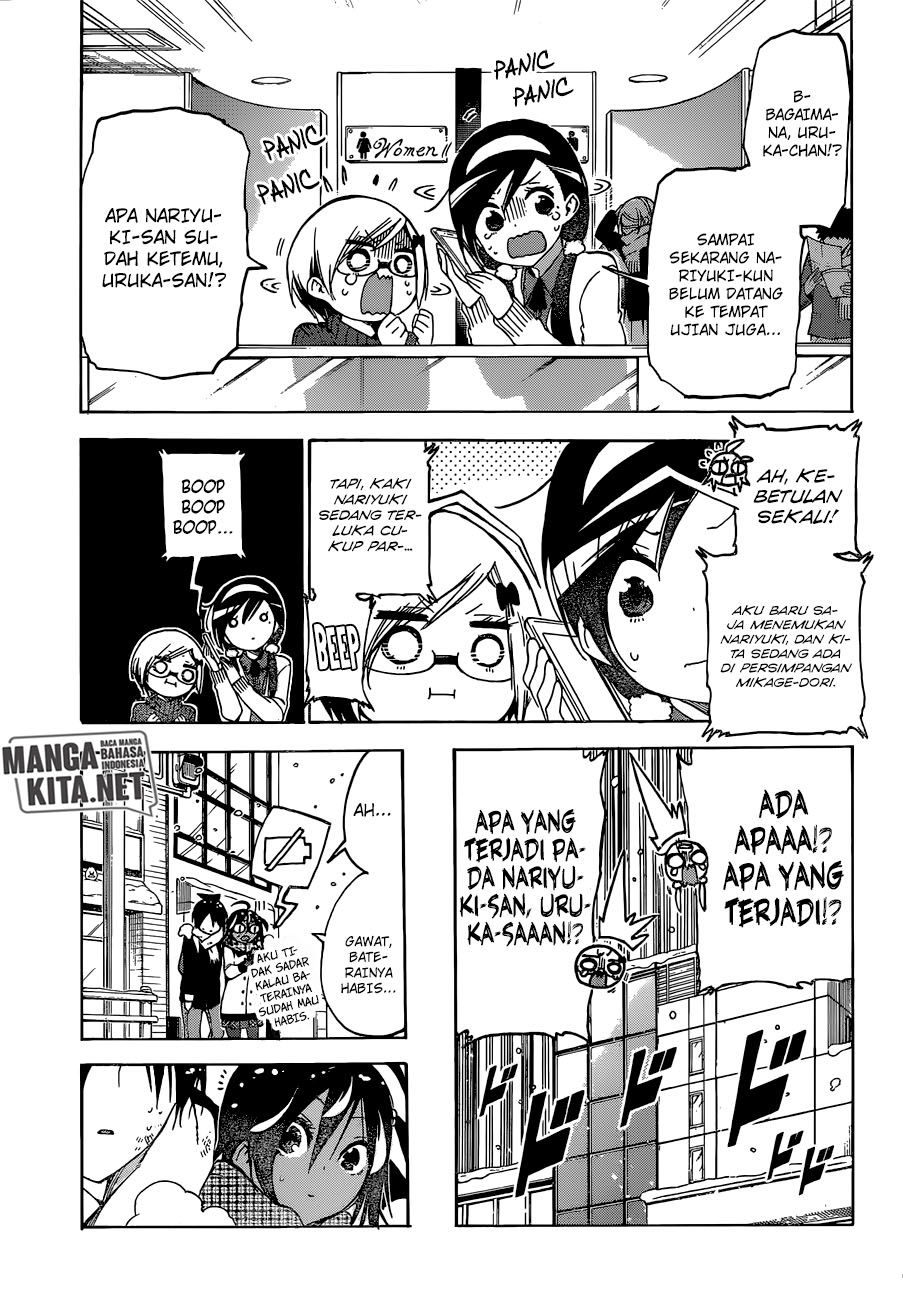 B-
BAGAIMA-
NA, URU-
KA-CHAN!?
SAMPAI
SEKARANG NA-
RIYUKI-KUN
BELUM DATANG
KE TEMPAT
UJIAN JUGA...
PANIC
PANIC
Women
PANIC
PANIC
APA NARIYU-
KI-SAN SU-
DAH KETEMU,
URUKA-SAN!?
AH, KE-
BETULAN
SEKALI!
AKU BARU SA-
JA MENEMUKAN
NARIYUKI, DAN KI-
TA SEDANG ADA
DI PERSIMPANGAN
MIKAGE-DORI.
TAPI, KAKI
NARIYUKI
SEDANG TER-
LUKA CU-
KUP PAR-...
BEEP
BOOP
BOOP
BOOP...
ADA
APAAA!?
APA YANG
TERJADI!?
APA YANG
TERJADI PA-
DA NARIYU-
KI-SAN, URU-
KA-SAAAN!?
ド
ド
ド
ド
ド
ド
MANGA
KITA.NET
BACA MANGA
BAHASA
INDONESIA
AH...
GAWAT,
BATE-
RAINYA
HABIS...
AKU TI-
DAK SADAR
KALAU BA-
TERAINYA
SUDAH MAU
HABIS.